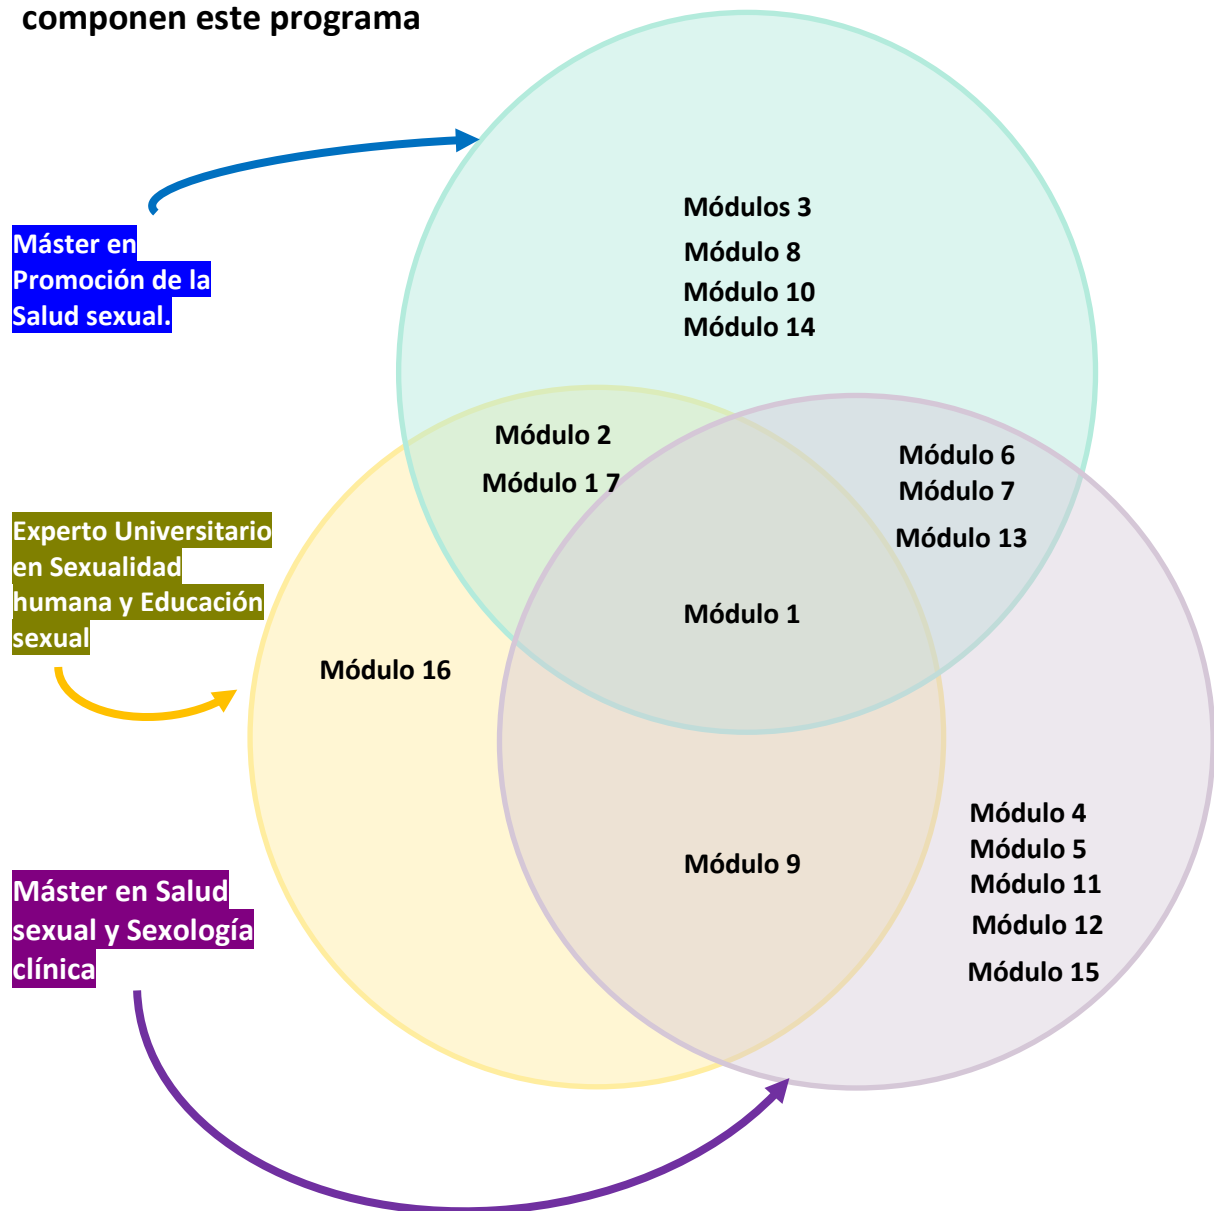 componen este programa
Máster en
Promoción de la
Salud sexual.
Módulos 3
Módulo 8
Módulo 10
Módulo 14
Módulo 2
Módulo 1 7
Módulo 6
Módulo 7
Módulo 13
Experto Universitario
en Sexualidad
humana y Educación
sexual
Módulo 1
Módulo 16
Módulo 9
Módulo 4
Módulo 5
Módulo 11
Módulo 12
Módulo 15
Máster en Salud
sexual y Sexología
clínica